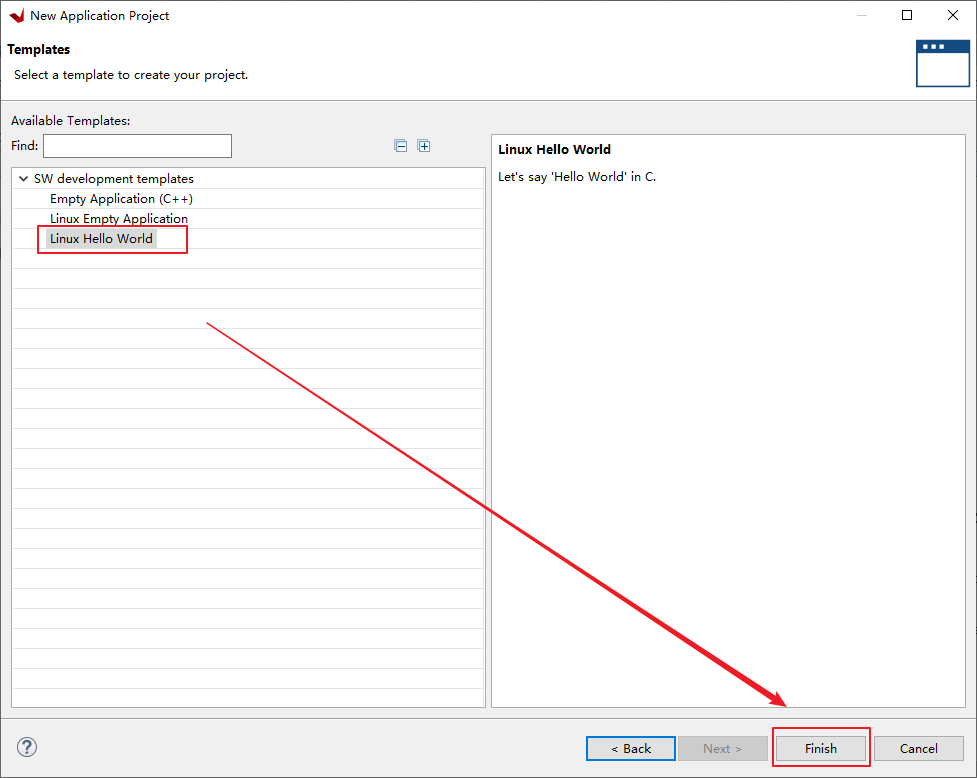 New Application Project
Templates
Select a template to create your project.
Available Templates:
Find:
SW development templates
Empty Application (C++)
Linux Empty Application
Linux Hello World
Linux Hello World
Let's say 'Hello World' in C.
?
< Back
Next >
Finish
Cancel